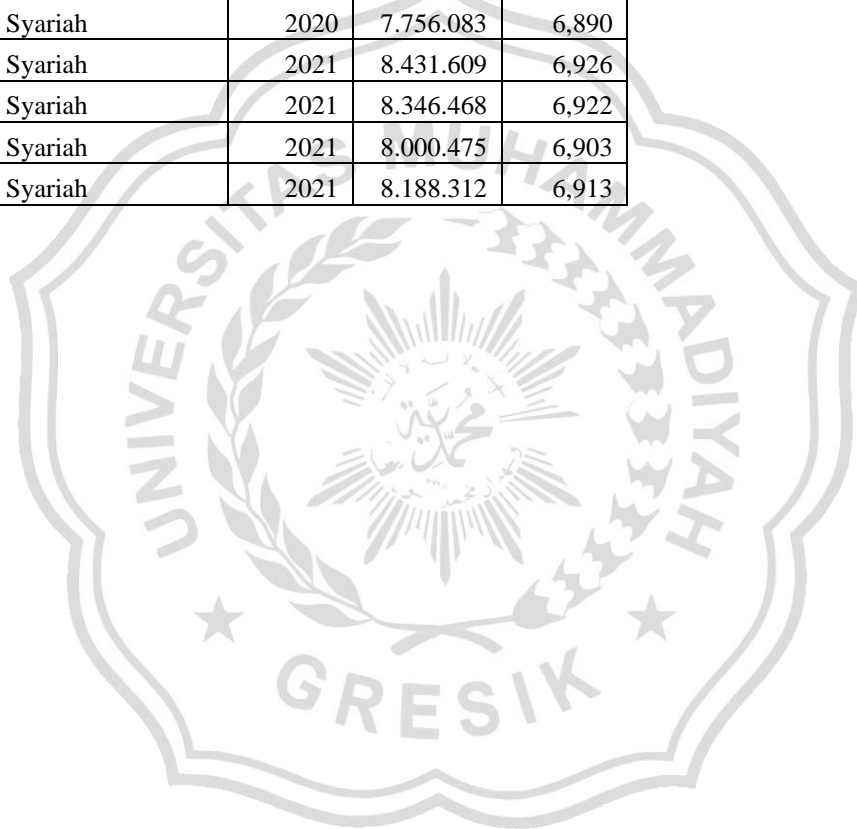 Syariah 2020 7.756.083 6,890
Syariah 2021 8.431.609 6,926
Syariah 2021 8.346.468 6,922
Syariah 2021 8.000.475 6,903
Syariah 2021 8.188.312 6,913
UNIVERSITAS MUHAMMADIYAH
GRESIK